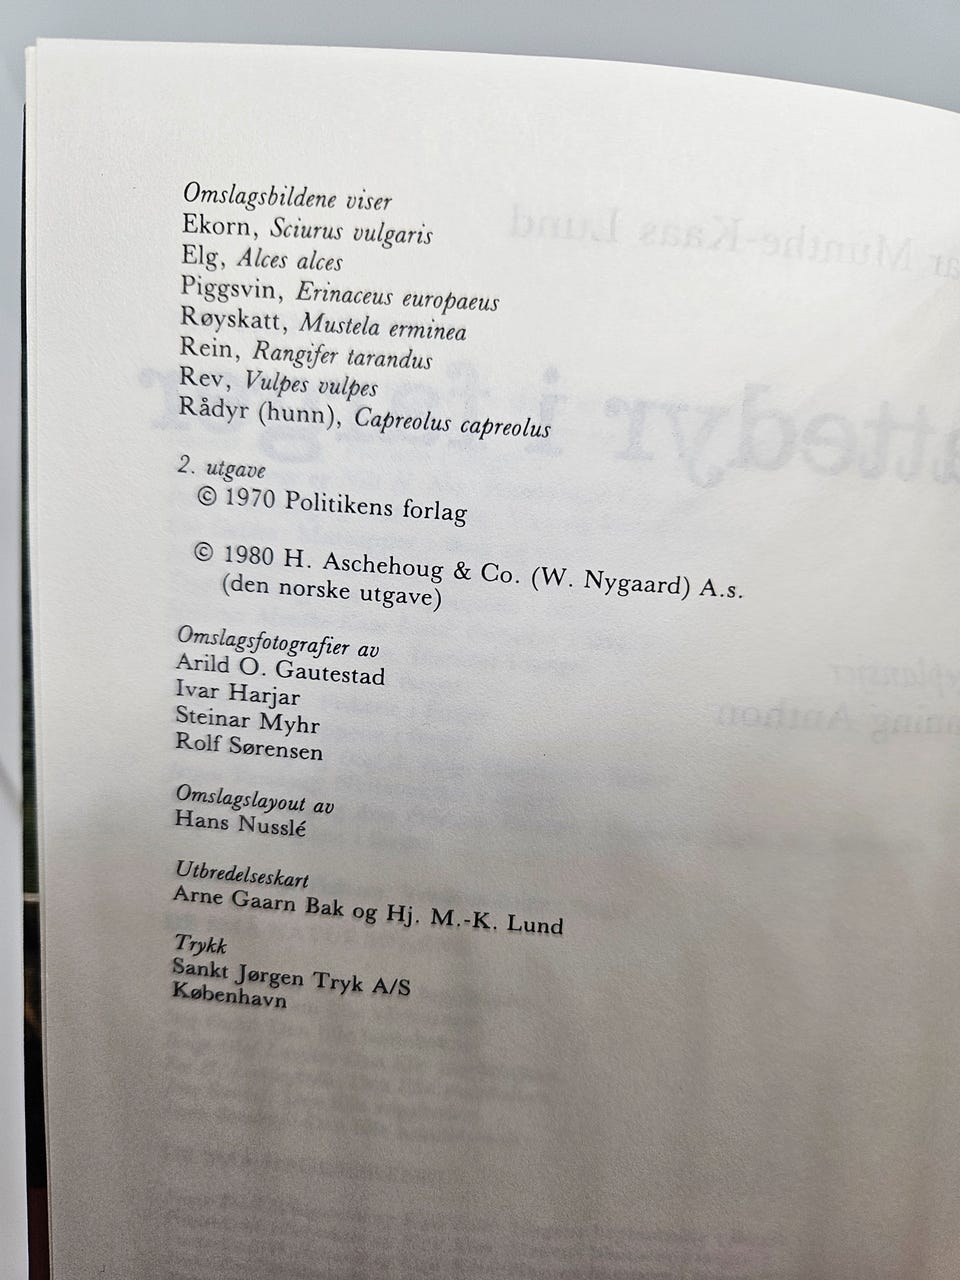 Omslagsbildene viser
Ekorn, Sciurus vulgaris
Elg, Alces alces
Piggsvin, Erinaceus europaeus
Røyskatt, Mustela erminea
Rein, Rangifer tarandus
Rev, Vulpes vulpes
Rådyr (hunn), Capreolus capreolus
2. utgave
© 1970 Politikens forlag
© 1980 H. Aschehoug & Co. (W. Nygaard) A.s.
(den norske utgave)
Omslagsfotografier av
Arild O. Gautestad
Ivar Harjar
Steinar Myhr
Rolf Sørensen
Omslagslayout av
Hans Nusslé
Utbredelseskart
Arne Gaarn Bak og Hj. M.-K. Lund
Trykk
Sankt Jørgen Tryk A/S
København